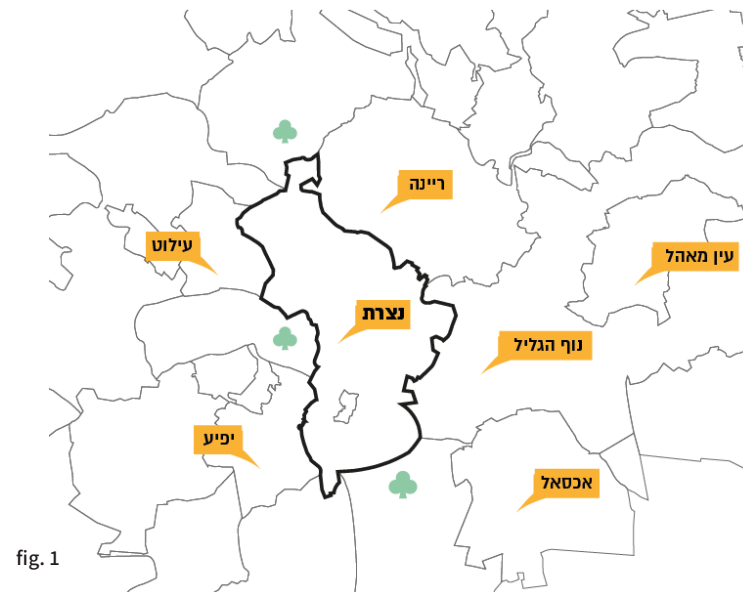 ריינה
עילוט
עין מאהל
נצרת
נוף הגליל
יפיע
אכסאל
fig. 1